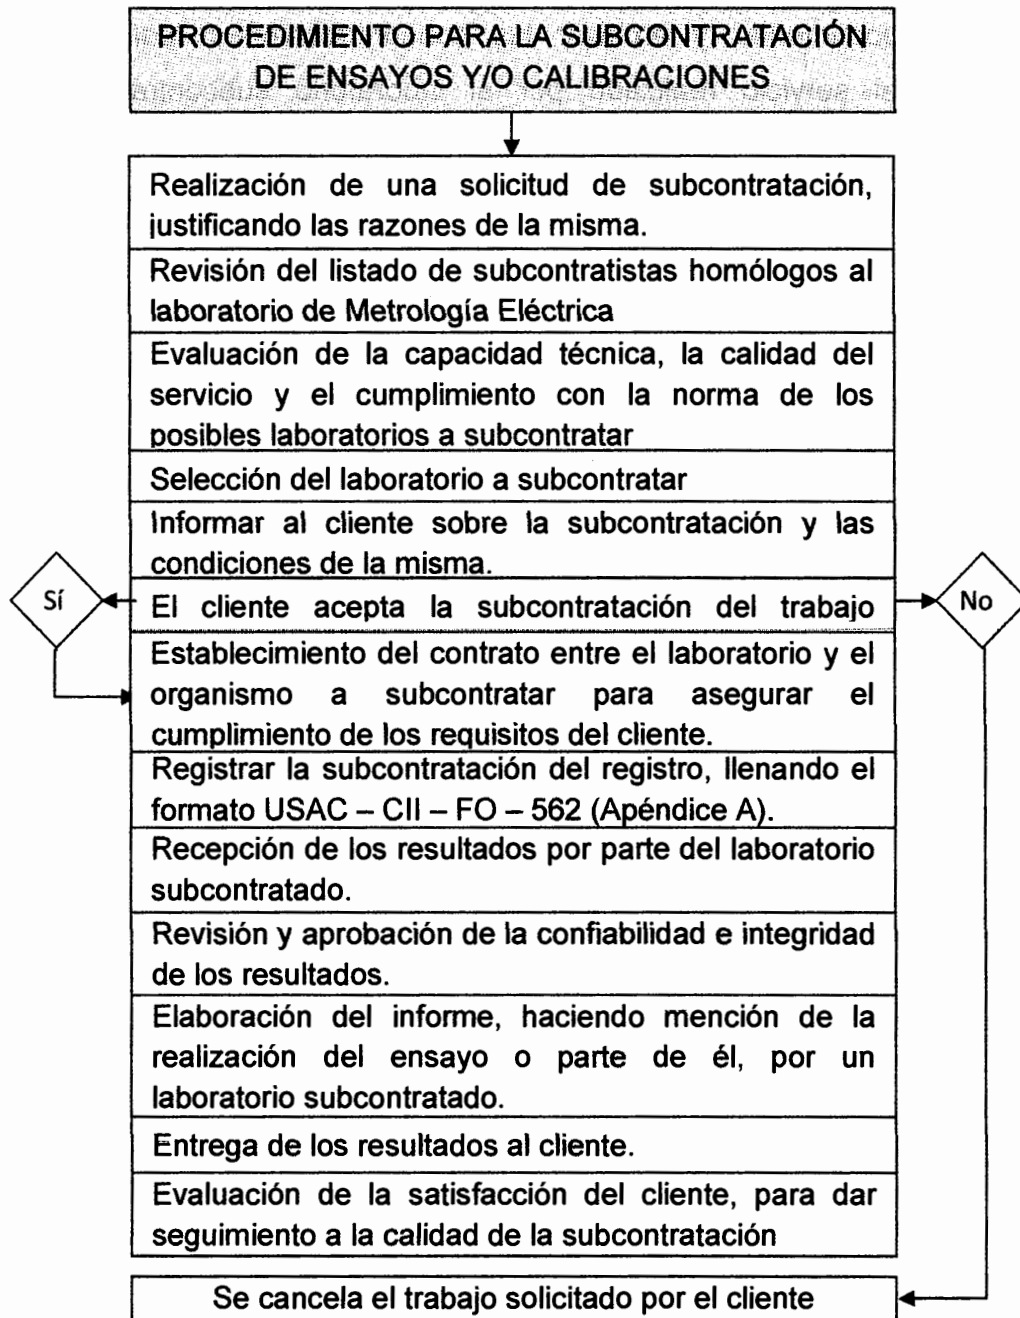 PROCEDIMIENTO PARA LA SUBCONTRATACIÓN
DE ENSAYOS Y/O CALIBRACIONES
Realización de una solicitud de subcontratación,
justificando las razones de la misma.
Revisión del listado de subcontratistas homólogos al
laboratorio de Metrología Eléctrica
Evaluación de la capacidad técnica, la calidad del
servicio y el cumplimiento con la norma de los
posibles laboratorios a subcontratar
Selección del laboratorio a subcontratar
Informar al cliente sobre la subcontratación y las
condiciones de la misma.
Sí
El cliente acepta la subcontratación del trabajo
No
Establecimiento del contrato entre el laboratorio y el
organismo a subcontratar para asegurar el
cumplimiento de los requisitos del cliente.
Registrar la subcontratación del registro, llenando el
formato USAC – CII – FO – 562 (Apéndice A).
Recepción de los resultados por parte del laboratorio
subcontratado.
Revisión y aprobación de la confiabilidad e integridad
de los resultados.
Elaboración del informe, haciendo mención de la
realización del ensayo o parte de él, por un
laboratorio subcontratado.
Entrega de los resultados al cliente.
Evaluación de la satisfacción del cliente, para dar
seguimiento a la calidad de la subcontratación
Se cancela el trabajo solicitado por el cliente